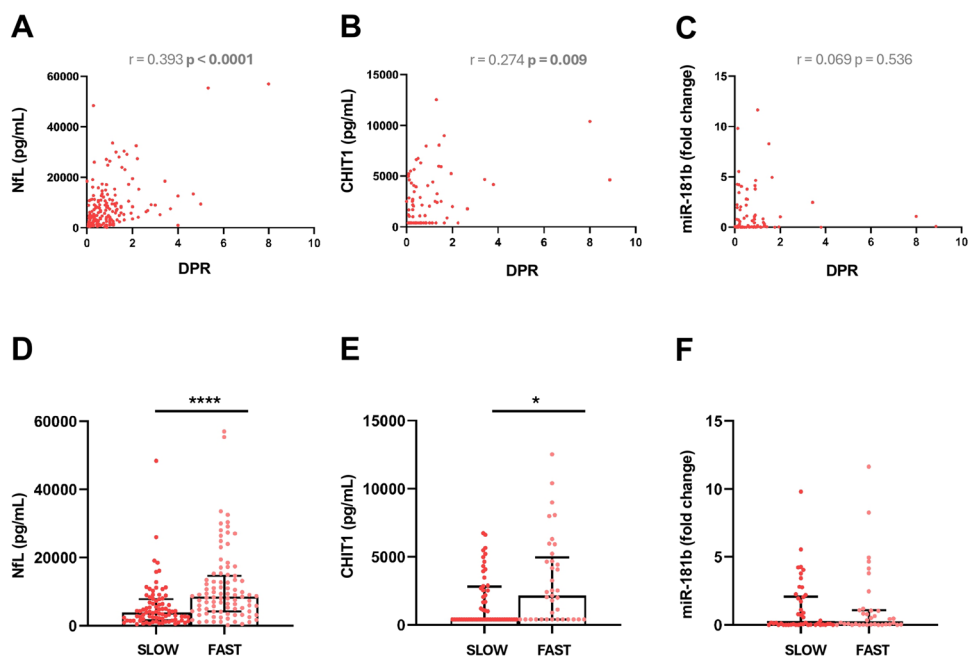 A
r = 0.393 p < 0.0001
NfL (pg/mL)
60000
40000
20000
0
0 2 4 6 8 10
DPR
B
r = 0.274 p = 0.009
CHIT1 (pg/mL)
15000
10000
5000
0
0 2 4 6 8 10
DPR
C
r = 0.069 p = 0.536
miR-181b (fold change)
15
10
5
0
0 2 4 6 8 10
DPR
D
****
NfL (pg/mL)
60000
40000
20000
0
SLOW FAST
E
*
CHIT1 (pg/mL)
15000
10000
5000
0
SLOW FAST
F
miR-181b (fold change)
15
10
5
0
SLOW FAST